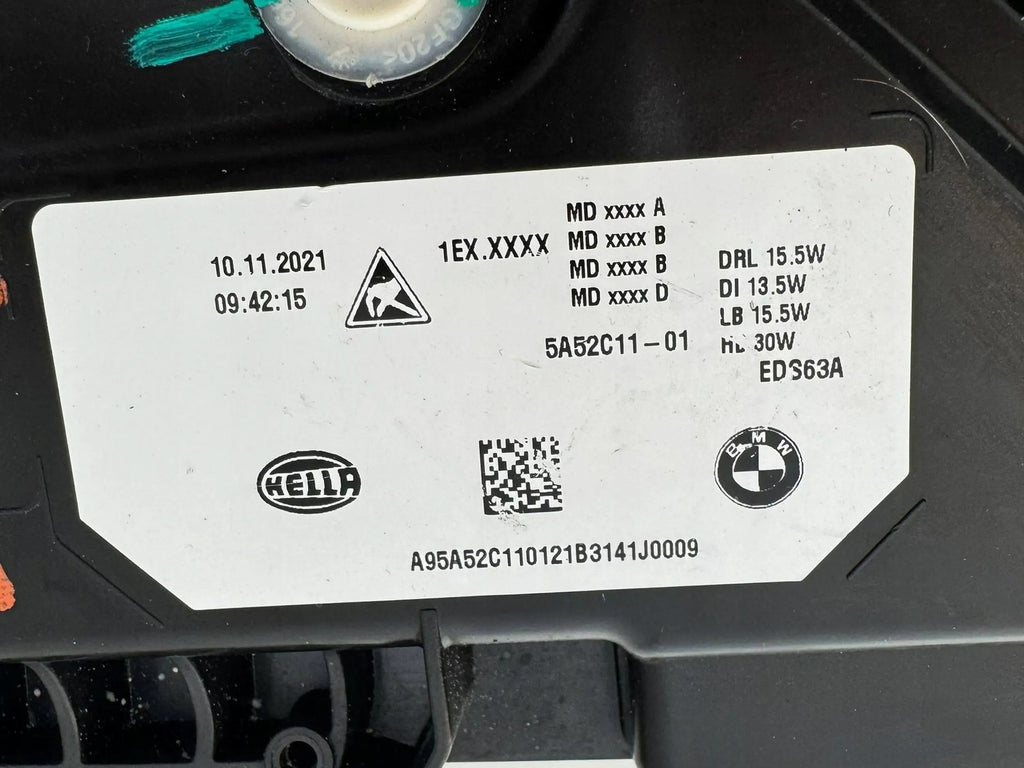 10.11.2021
09:42:15
1EX.XXXX
MD xxxx A
MD xxxx B
MD xxxx B
MD xxxx D
5A52C11-01
DRL 15.5W
DI 13.5W
LB 15.5W
30W
EDS63A
HELLA
BMW
A95A52C110121B3141J0009